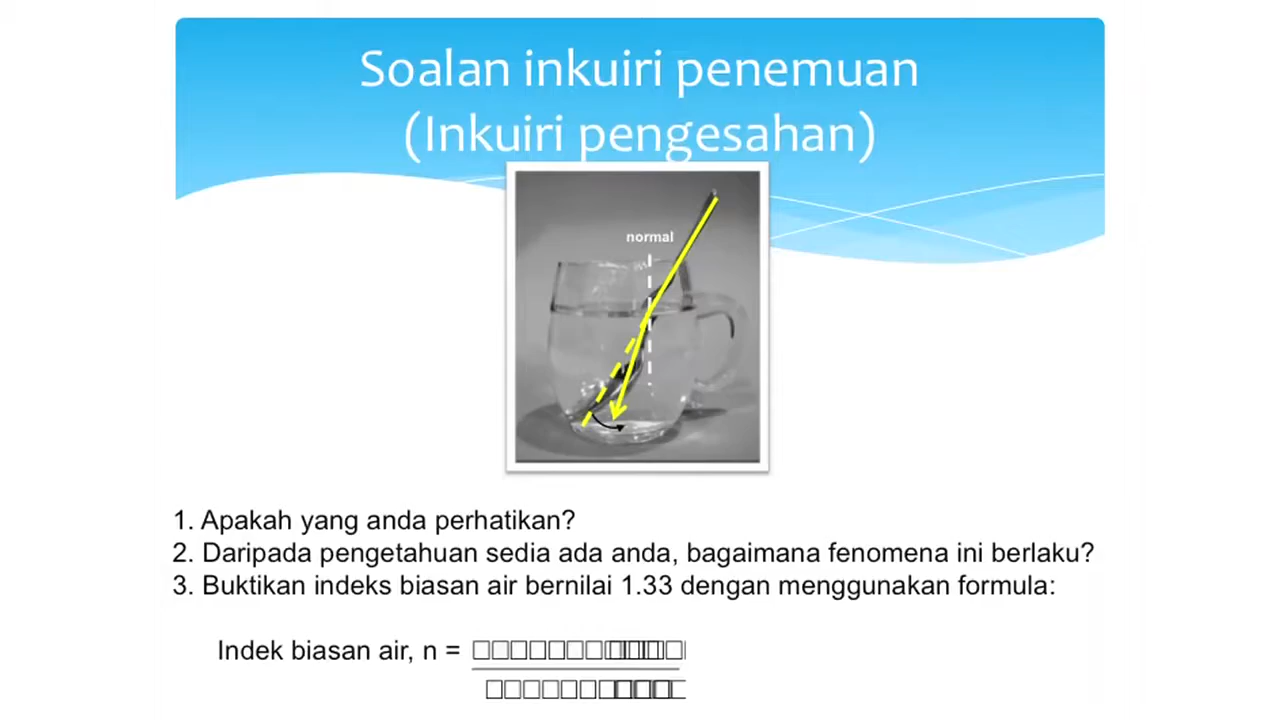 Soalan inkuiri penemuan
(Inkuiri pengesahan)
normal
1. Apakah yang anda perhatikan?
2. Daripada pengetahuan sedia ada anda, bagaimana fenomena ini berlaku?
3. Buktikan indeks biasan air bernilai 1.33 dengan menggunakan formula:
Indek biasan air, n =